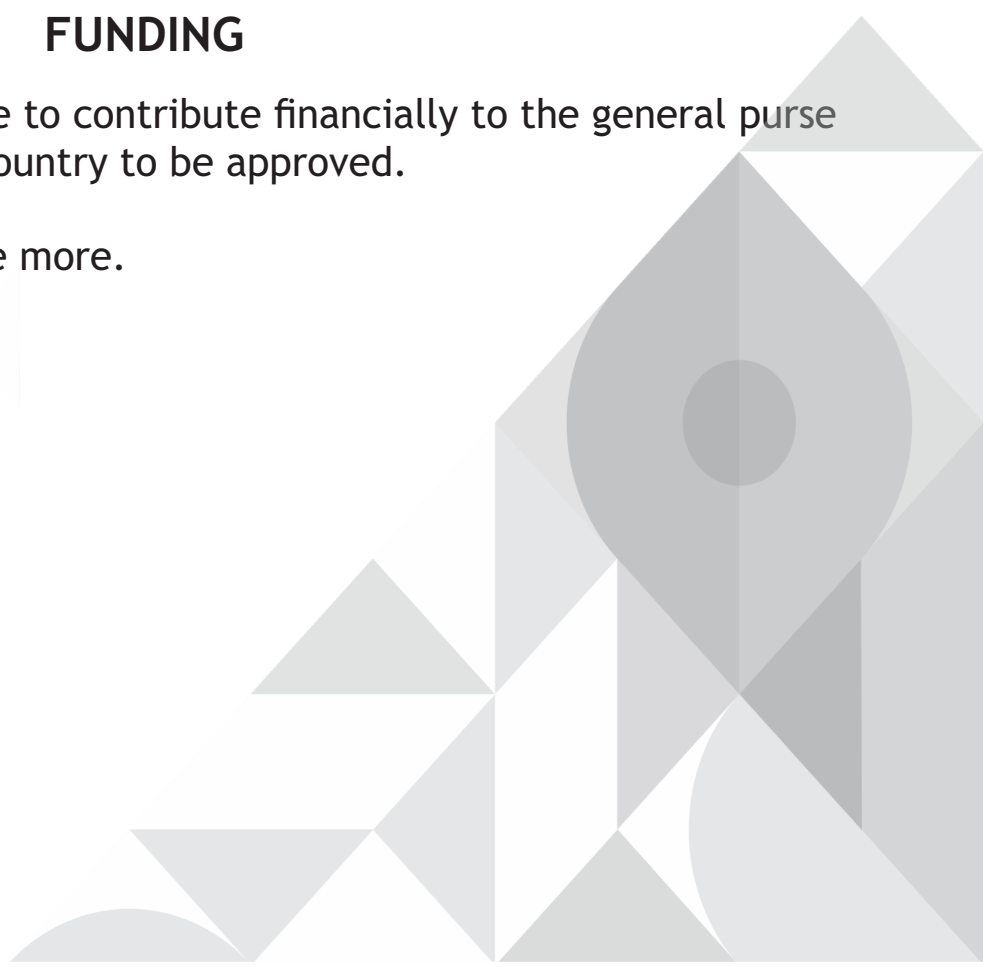 FUNDING
e to contribute financially to the general purse
ountry to be approved.
e more.